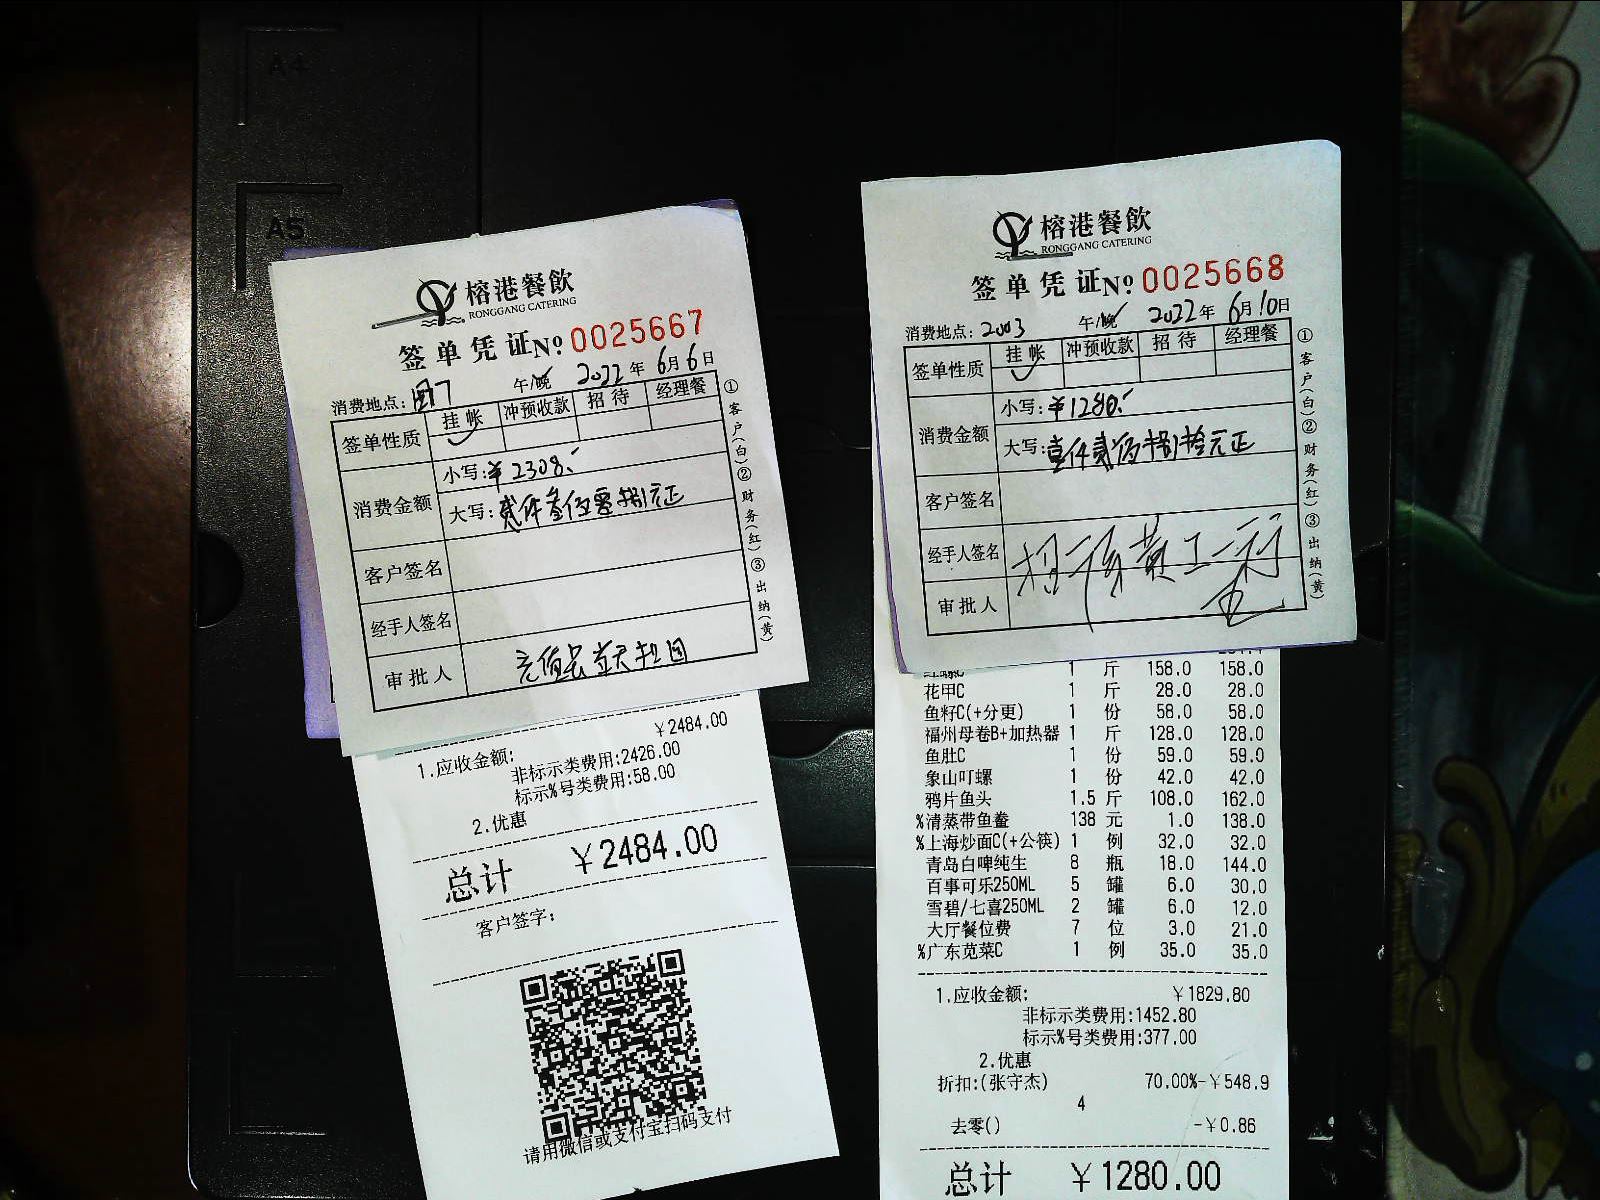 A4
A5
榕港餐飲
RONGGANG CATERING
签单凭证 Nº 0025667
消费地点: 午/晚 2022年 6月 6日
签单性质 挂帐 冲预收款 招待 经理餐
消费金额 小写: ¥2308.-
大写: 贰仟叁佰零捌元正
客户签名
经手人签名
审批人
①客户(白)②财务(红)③出纳(黄)
¥2484.00
1.应收金额:
非标示类费用:2426.00
标示%号类费用:58.00
2.优惠
总计 ¥2484.00
客户签字:
请用微信或支付宝扫码支付
榕港餐飲
RONGGANG CATERING
签单凭证 Nº 0025668
消费地点: 2003 午/晚 2022年 6月 10日
签单性质 挂帐 冲预收款 招待 经理餐
消费金额 小写: ¥1280.-
大写: 壹仟贰佰捌拾元正
客户签名
经手人签名
审批人
①客户(白)②财务(红)③出纳(黄)
1 斤 158.0 158.0
花甲C 1 斤 28.0 28.0
鱼籽C(+分更) 1 份 58.0 58.0
福州母卷B+加热器 1 斤 128.0 128.0
鱼肚C 1 份 59.0 59.0
象山叮螺 1 份 42.0 42.0
鸦片鱼头 1.5 斤 108.0 162.0
%清蒸带鱼鲞 138 元 1.0 138.0
%上海炒面C(+公筷) 1 例 32.0 32.0
青岛白啤纯生 8 瓶 18.0 144.0
百事可乐250ML 5 罐 6.0 30.0
雪碧/七喜250ML 2 罐 6.0 12.0
大厅餐位费 7 位 3.0 21.0
%广东苋菜C 1 例 35.0 35.0
1.应收金额: ¥1829.80
非标示类费用:1452.80
标示%号类费用:377.00
2.优惠
折扣:(张守杰) 70.00%-¥548.9
4
去零() -¥0.86
总计 ¥1280.00